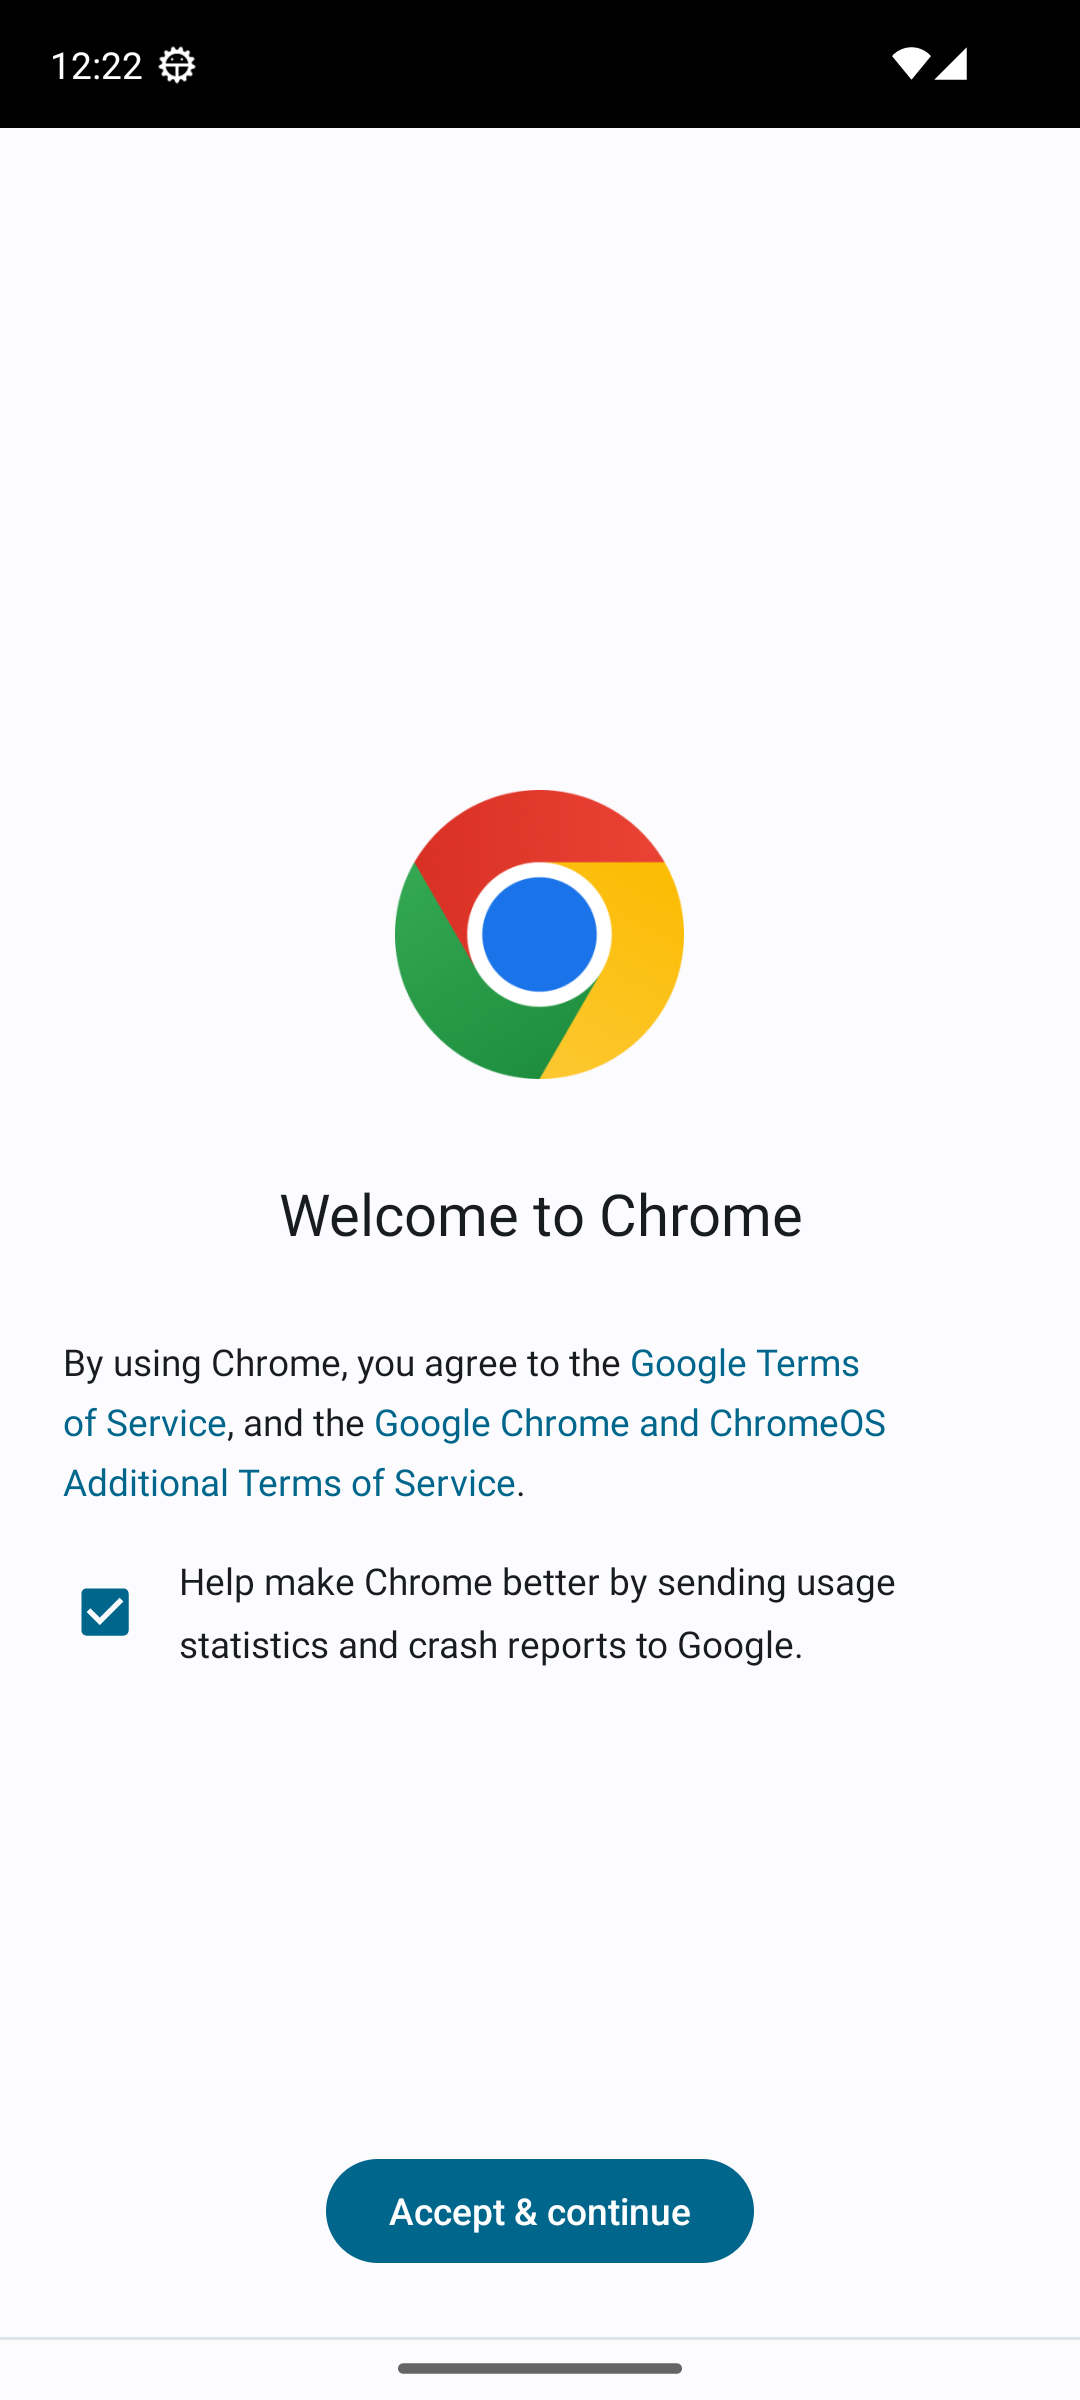 12:22
Welcome to Chrome
By using Chrome, you agree to the Google Terms
of Service, and the Google Chrome and ChromeOS
Additional Terms of Service.
Help make Chrome better by sending usage
statistics and crash reports to Google.
Accept & continue